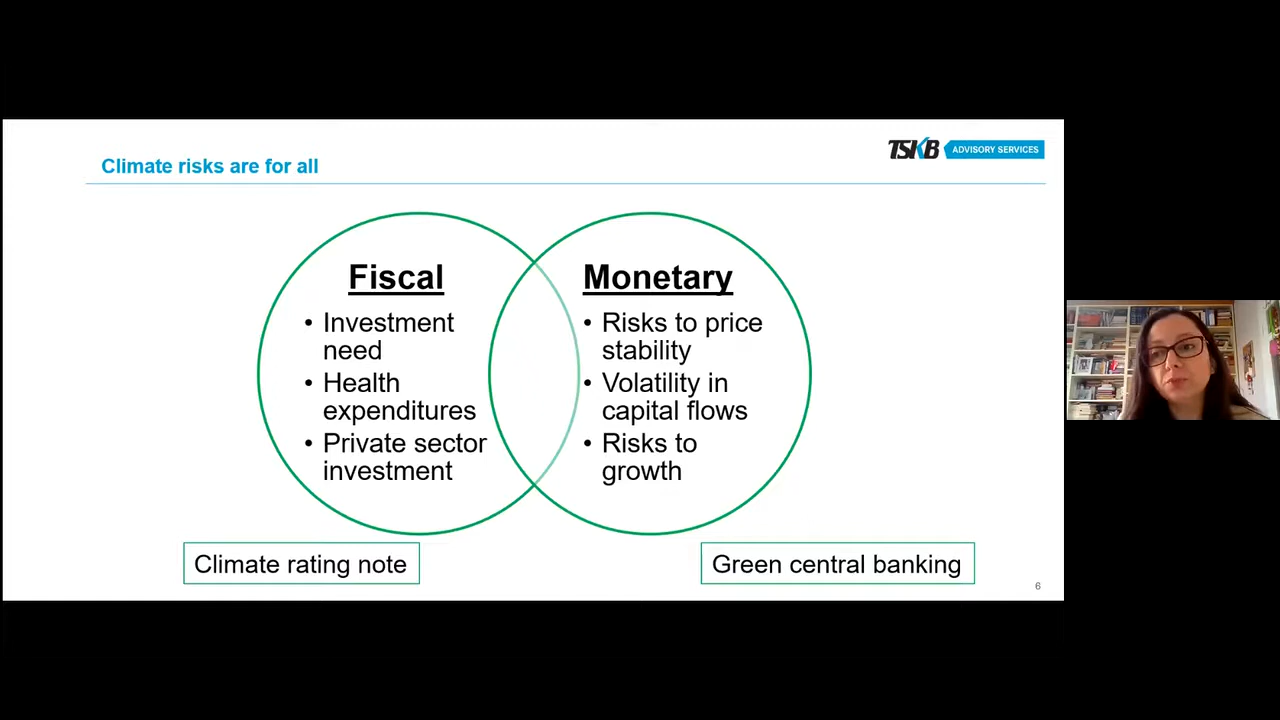 TSKB ADVISORY SERVICES
Climate risks are for all
Fiscal
• Investment
need
• Health
expenditures
• Private sector
investment
Monetary
• Risks to price
stability
• Volatility in
capital flows
• Risks to
growth
Climate rating note
Green central banking
6